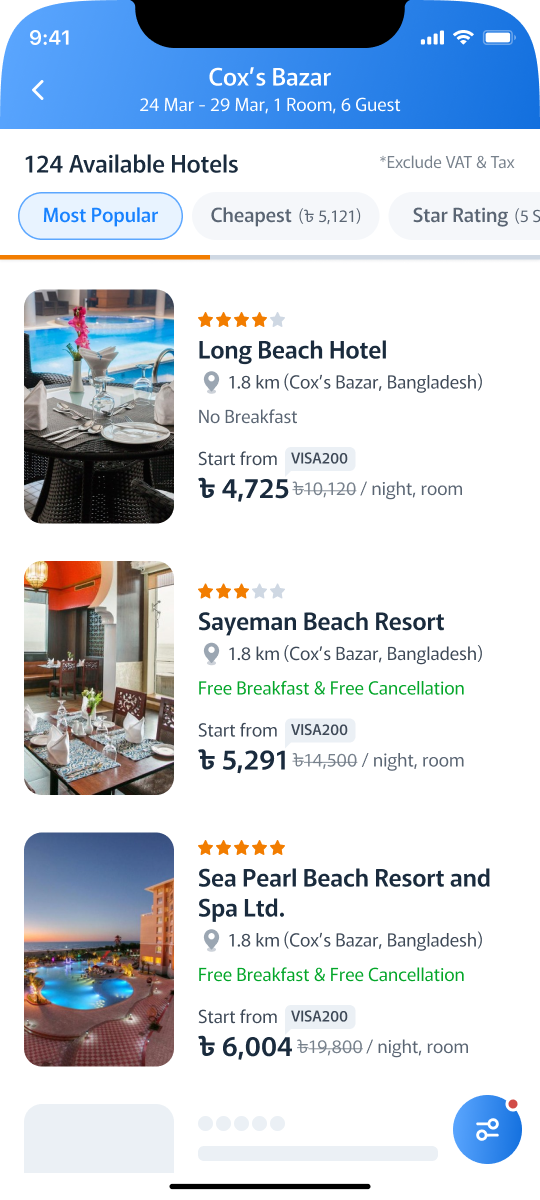 9:41
Cox's Bazar
24 Mar - 29 Mar, 1 Room, 6 Guest
124 Available Hotels
*Exclude VAT & Tax
Most Popular
Cheapest (৳ 5,121)
Star Rating (5 S
Long Beach Hotel
1.8 km (Cox's Bazar, Bangladesh)
No Breakfast
Start from VISA200
৳ 4,725 ৳10,120 / night, room
Sayeman Beach Resort
1.8 km (Cox's Bazar, Bangladesh)
Free Breakfast & Free Cancellation
Start from VISA200
৳ 5,291 ৳14,500 / night, room
Sea Pearl Beach Resort and
Spa Ltd.
1.8 km (Cox's Bazar, Bangladesh)
Free Breakfast & Free Cancellation
Start from VISA200
৳ 6,004 ৳19,800 / night, room